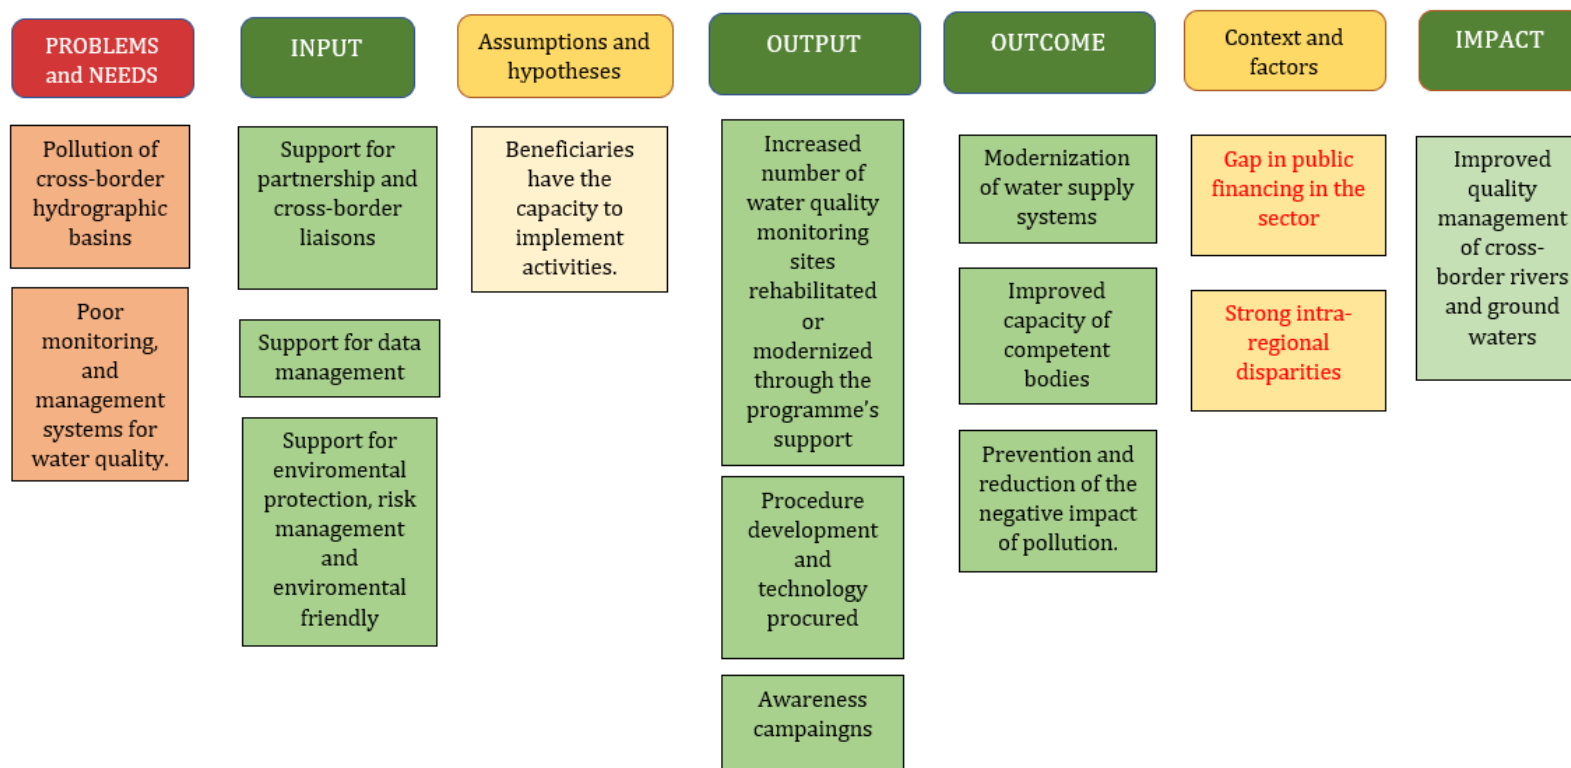 PROBLEMS
and NEEDS
INPUT
Assumptions and
hypotheses
OUTPUT
OUTCOME
Context and
factors
IMPACT
Pollution of
cross-border
hydrographic
basins
Poor
monitoring,
and
management
systems for
water quality.
Support for
partnership and
cross-border
liaisons
Support for data
management
Support for
enviromental
protection, risk
management
and
enviromental
friendly
Beneficiaries
have the
capacity to
implement
activities.
Increased
number of
water quality
monitoring
sites
rehabilitated
or
modernized
through the
programme's
support
Procedure
development
and
technology
procured
Awareness
campaingns
Modernization
of water supply
systems
Improved
capacity of
competent
bodies
Prevention and
reduction of the
negative impact
of pollution.
Gap in public
financing in the
sector
Strong intra-
regional
disparities
Improved
quality
management
of cross-
border rivers
and ground
waters